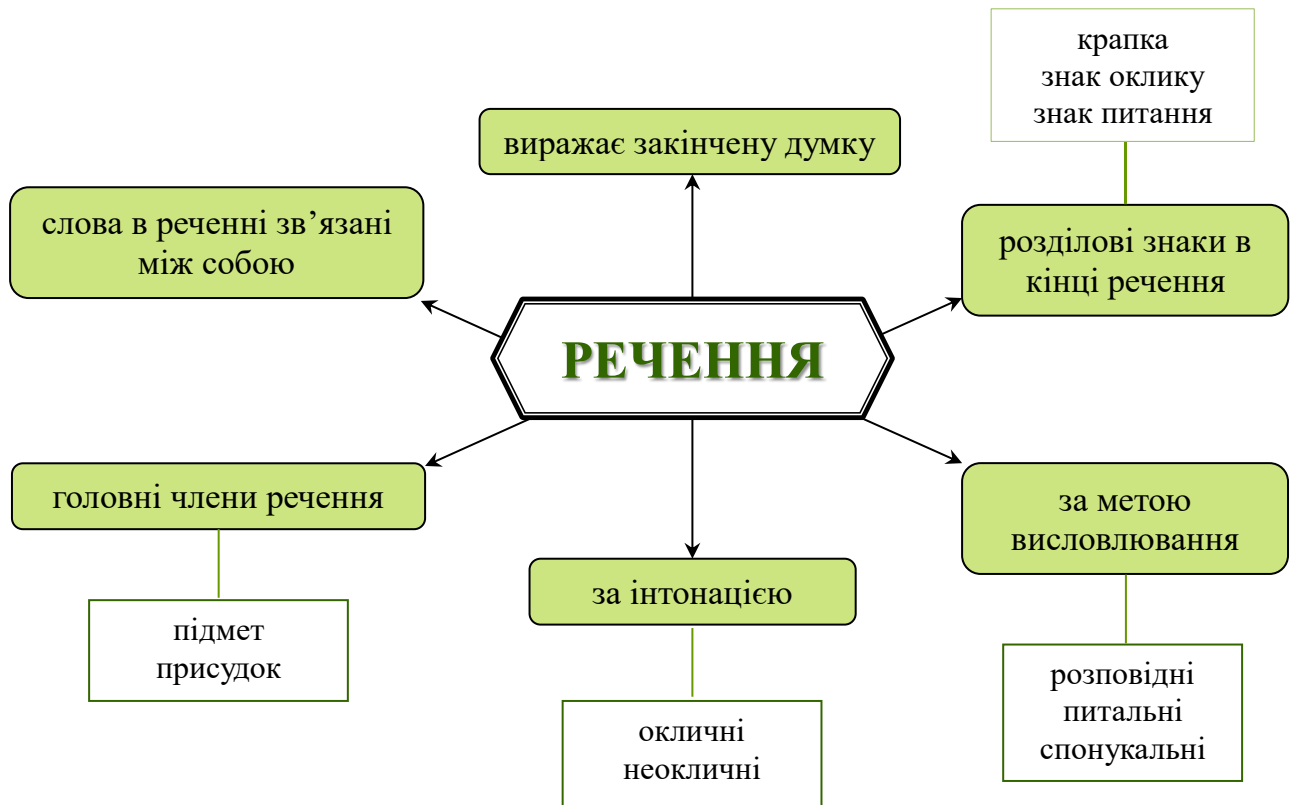 крапка
знак оклику
знак питання
виражає закінчену думку
слова в реченні зв’язані
між собою
розділові знаки в
кінці речення
РЕЧЕННЯ
головні члени речення
за метою
висловлювання
за інтонацією
підмет
присудок
розповідні
питальні
спонукальні
окличні
неокличні